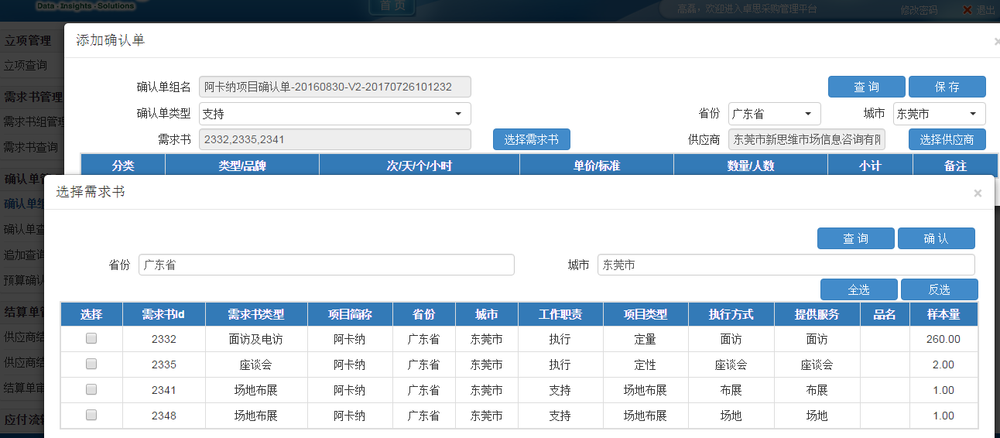 Data - Insights - Solutions
首 页
高磊，欢迎进入卓思采购管理平台
修改密码
退出
立项管理
立项查询
需求书管理
需求书组管理
需求书查询
确认单管
确认单组
确认单查
追加查询
预算确认
结算单管
供应商结
供应商结
结算单审
应付流转
添加确认单
×
确认单组名 阿卡纳项目确认单-20160830-V2-20170726101232 查 询 保 存
确认单类型 支持 省份 广东省 城市 东莞市
需求书 2332,2335,2341 选择需求书 供应商 东莞市新思维市场信息咨询有限 选择供应商
分类 类型/品牌 次/天/个/小时 单价/标准 数量/人数 小计 备注
选择需求书
×
查 询 确 认
省份 广东省 城市 东莞市
全选 反选
选择 需求书Id 需求书类型 项目简称 省份 城市 工作职责 项目类型 执行方式 提供服务 品名 样本量
2332 面访及电访 阿卡纳 广东省 东莞市 执行 定量 面访 面访 260.00
2335 座谈会 阿卡纳 广东省 东莞市 执行 定性 座谈会 座谈会 2.00
2341 场地布展 阿卡纳 广东省 东莞市 支持 场地布展 布展 布展 1.00
2348 场地布展 阿卡纳 广东省 东莞市 支持 场地布展 场地 场地 1.00